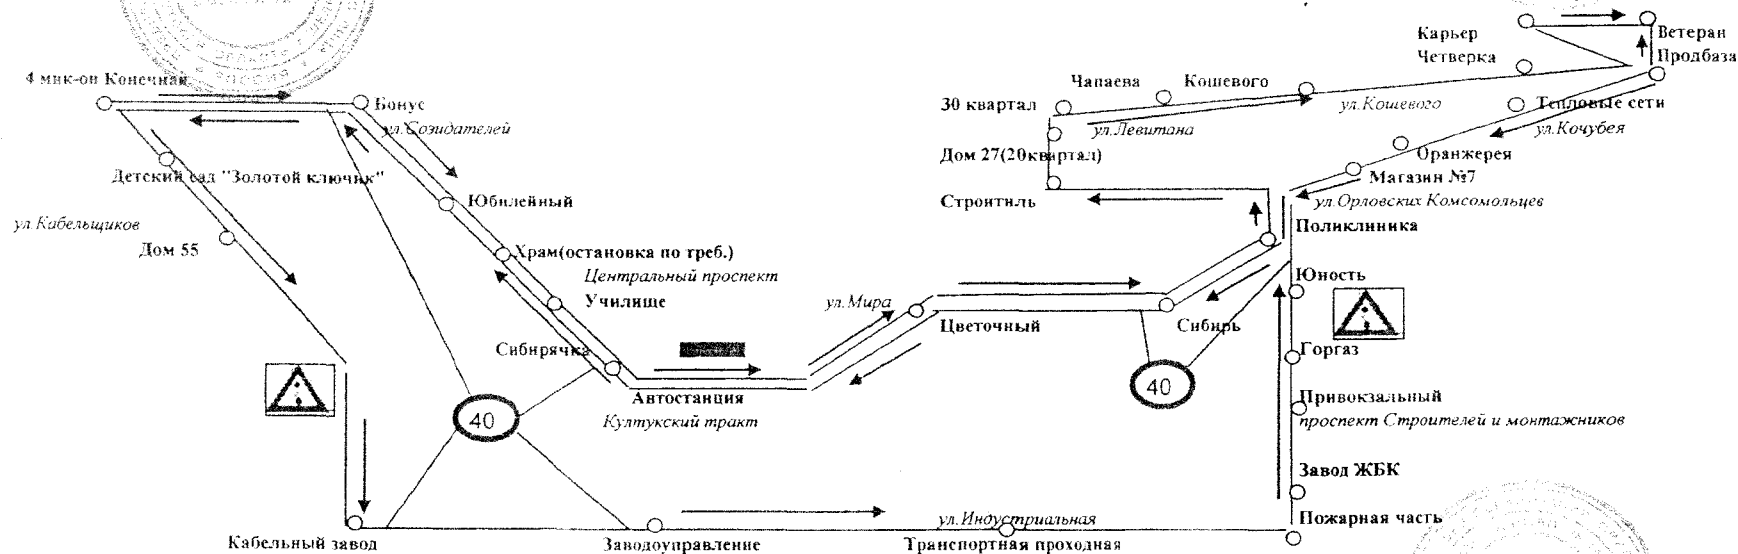 Карьер
Ветеран
Четверка
Продбаза
4 мик-он Конечная
Бонус
Чапаева
Кошевого
30 квартал
ул.Кошевого
Тепловые сети
ул.Созидателей
ул.Левитана
ул.Кочубея
Дом 27(20квартал)
Оранжерея
Детский сад "Золотой ключик"
Магазин №7
Юбилейный
Строитиль
ул.Орловских Комсомольцев
ул.Кабельщиков
Поликлиника
Дом 55
Храм(остановка по треб.)
Центральный проспект
Юность
Училище
ул.Мира
Цветочный
Сибирь
Сибирячка
Горгаз
40
Автостанция
Привокзальный
Култукский тракт
проспект Строителей и монтажников
40
Завод ЖБК
ул.Индустриальная
Пожарная часть
Кабельный завод
Заводоуправление
Транспортная проходная
РОССИЯ